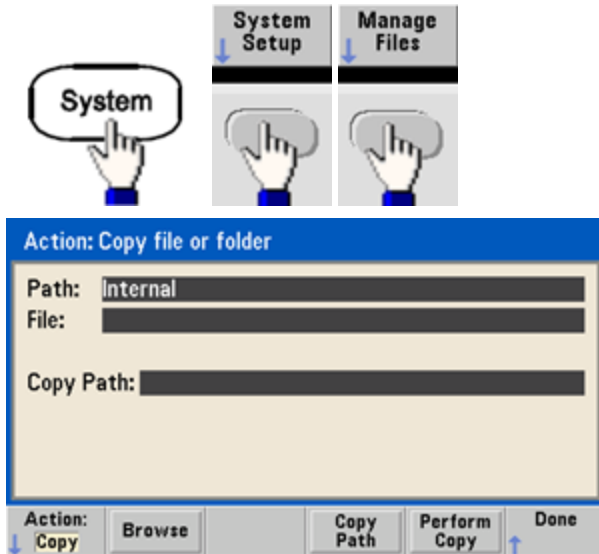 System
System
Setup
Manage
Files
Action: Copy file or folder
Path: Internal
File:
Copy Path:
Action:
Copy
Browse
Copy
Path
Perform
Copy
Done